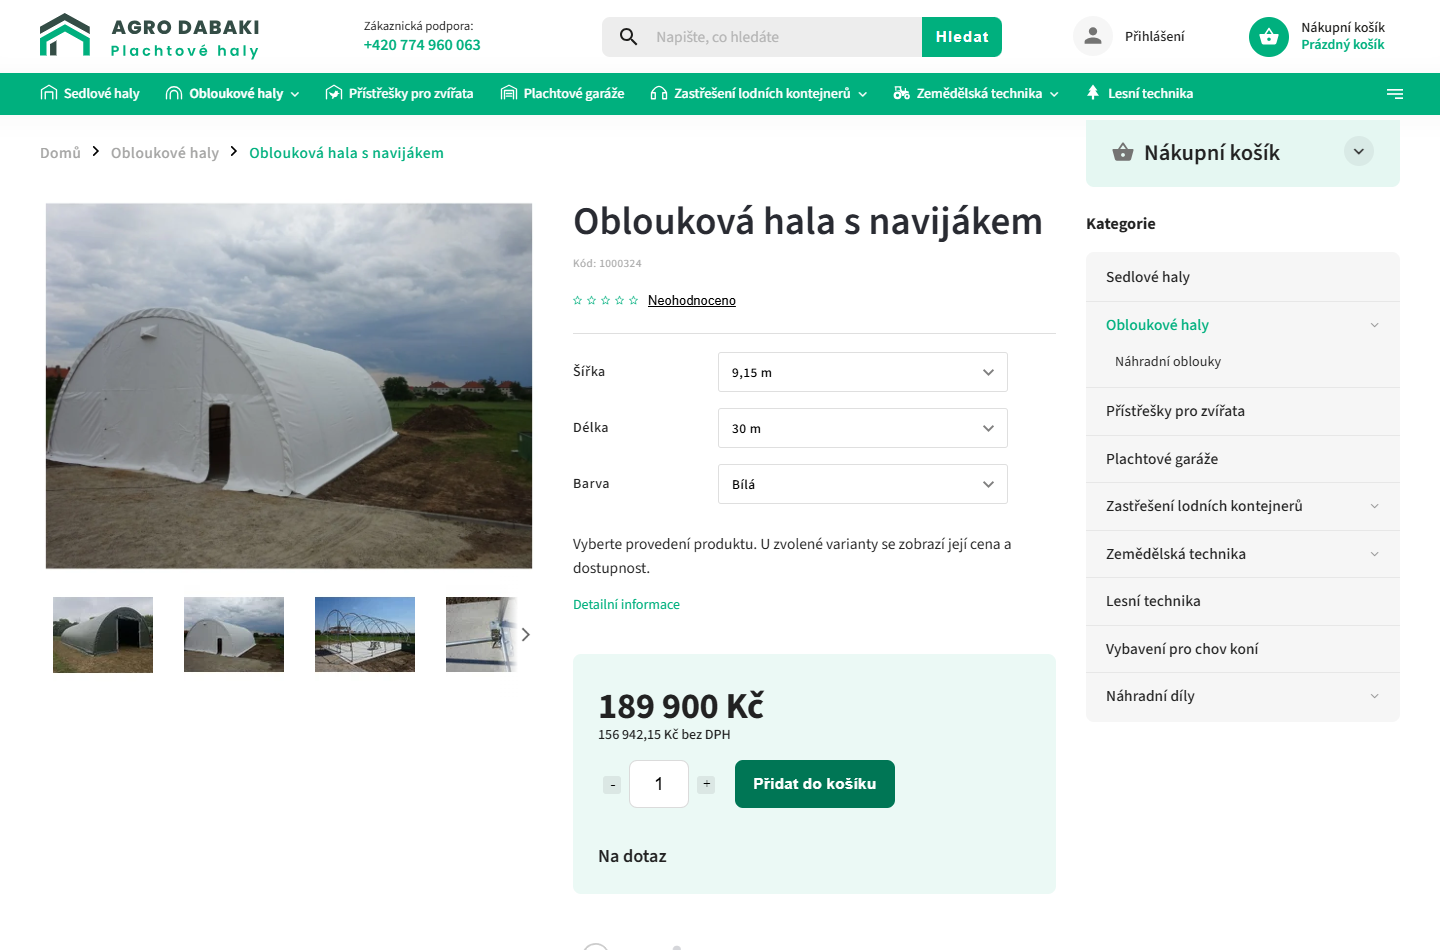 AGRO DABAKI
Plachtové haly
Zákaznická podpora:
+420 774 960 063
Napište, co hledáte
Hledat
Přihlášení
Nákupní košík
Prázdný košík
Sedlové haly
Obloukové haly
Přístřešky pro zvířata
Plachtové garáže
Zastřešení lodních kontejnerů
Zemědělská technika
Lesní technika
Domů
Obloukové haly
Oblouková hala s navijákem
Nákupní košík
Oblouková hala s navijákem
Kód: 1000324
Neohodnoceno
Šířka
9,15 m
Délka
30 m
Barva
Bílá
Vyberte provedení produktu. U zvolené varianty se zobrazí její cena a
dostupnost.
Detailní informace
189 900 Kč
156 942,15 Kč bez DPH
-
1
+
Přidat do košíku
Na dotaz
Kategorie
Sedlové haly
Obloukové haly
Náhradní oblouky
Přístřešky pro zvířata
Plachtové garáže
Zastřešení lodních kontejnerů
Zemědělská technika
Lesní technika
Vybavení pro chov koní
Náhradní díly